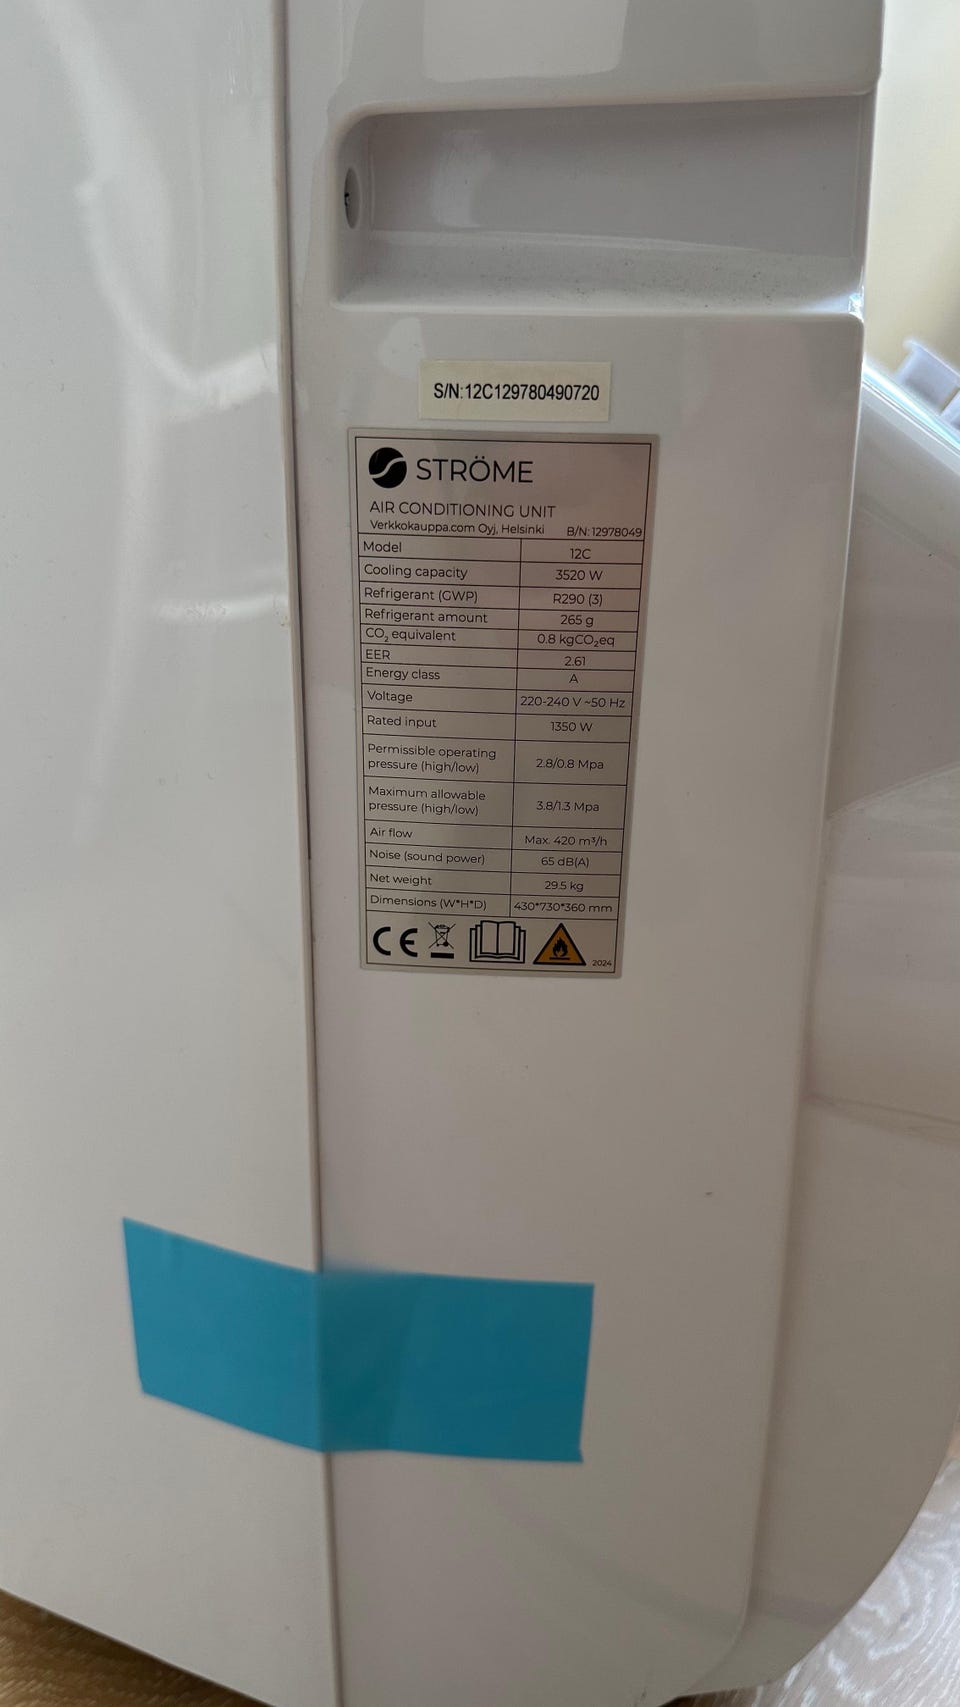 S/N:12C129780490720
STRÖME
AIR CONDITIONING UNIT
Verkkokauppa.com Oyj, Helsinki B/N: 12978049
Model 12C
Cooling capacity 3520 W
Refrigerant (GWP) R290 (3)
Refrigerant amount 265 g
CO₂ equivalent 0.8 kgCO₂eq
EER 2.61
Energy class A
Voltage 220-240 V ~50 Hz
Rated input 1350 W
Permissible operating
pressure (high/low) 2.8/0.8 Mpa
Maximum allowable
pressure (high/low) 3.8/1.3 Mpa
Air flow Max. 420 m³/h
Noise (sound power) 65 dB(A)
Net weight 29.5 kg
Dimensions (W*H*D) 430*730*360 mm
CE
2024